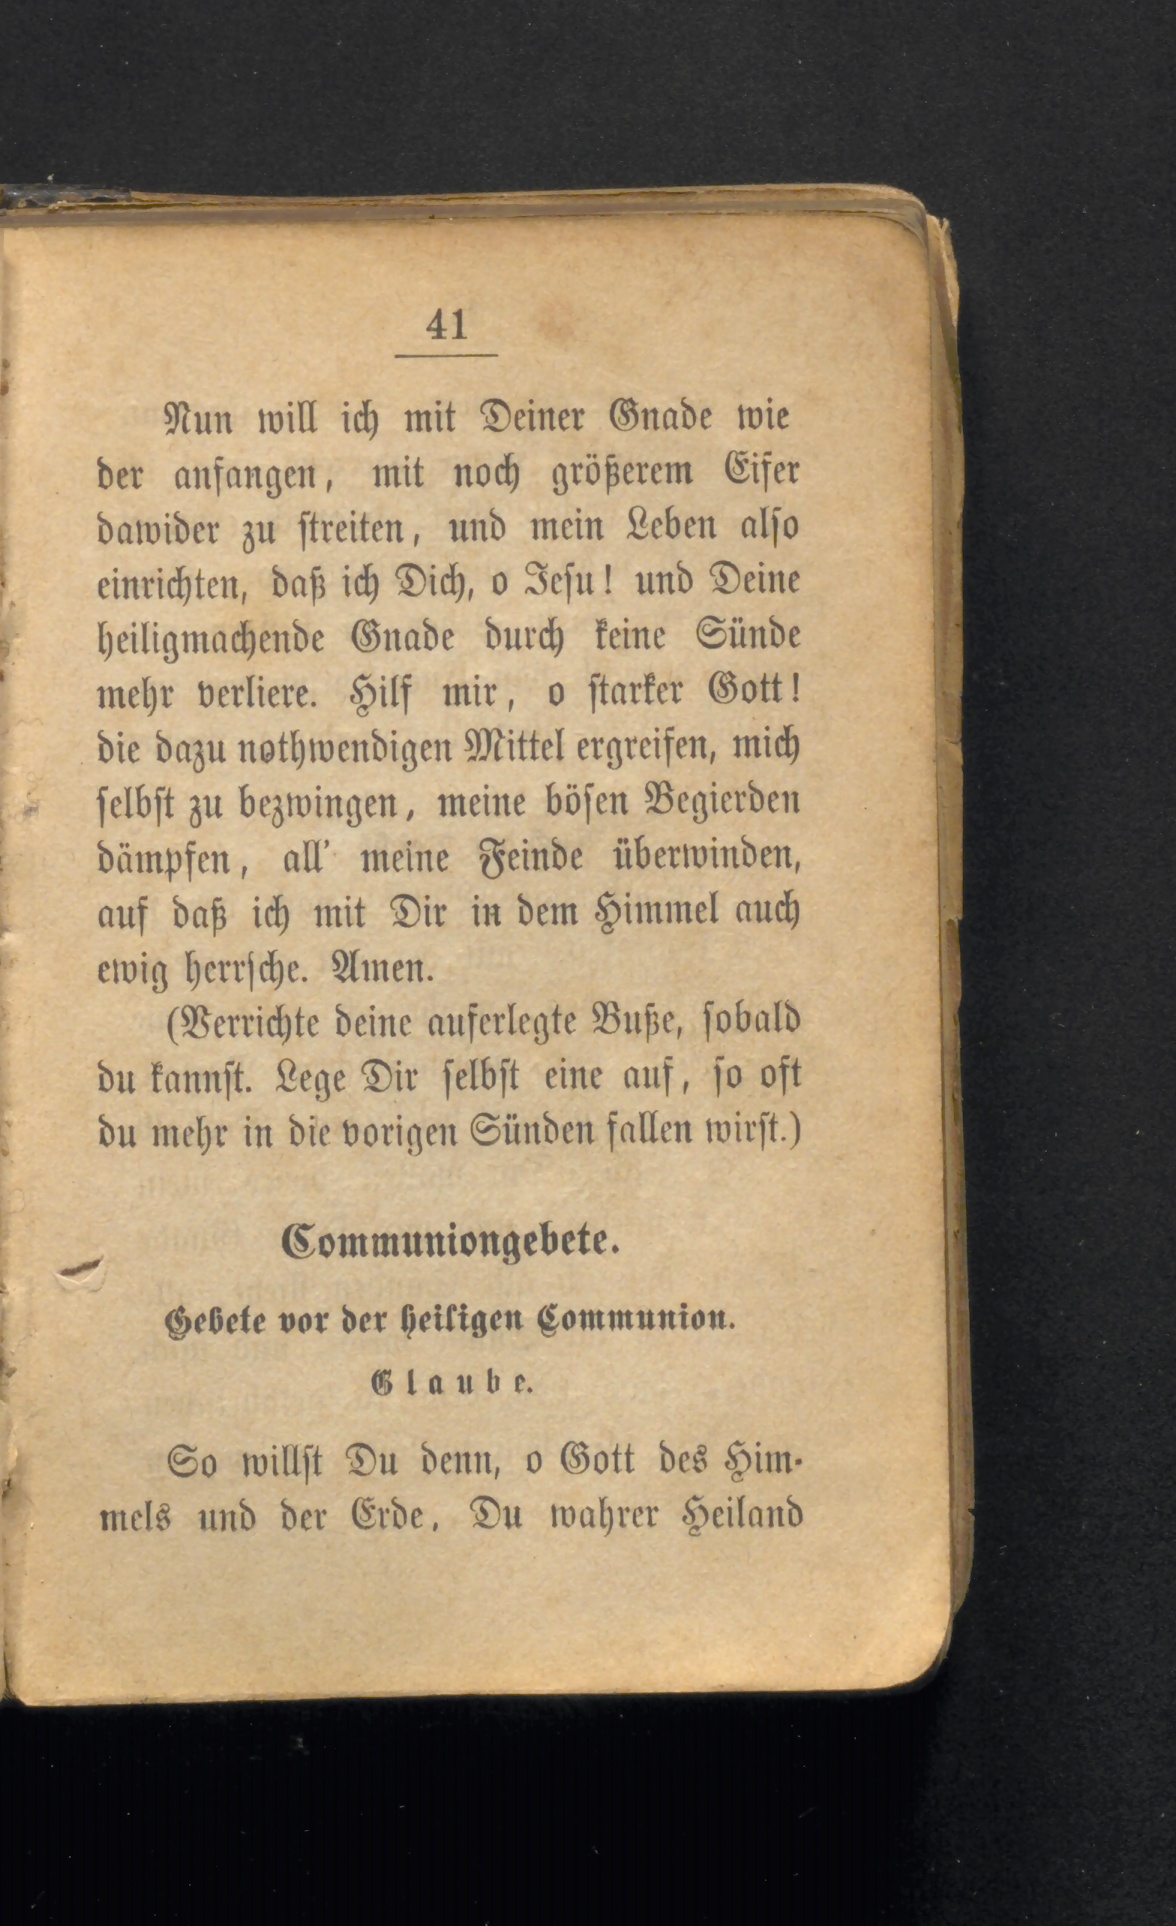 41
Nun will ich mit Deiner Gnade wie
der anfangen, mit noch größerem Eifer
dawider zu streiten, und mein Leben also
einrichten, daß ich Dich, o Jesu! und Deine
heiligmachende Gnade durch keine Sünde
mehr verliere. Hilf mir, o starker Gott!
die dazu nothwendigen Mittel ergreifen, mich
selbst zu bezwingen, meine bösen Begierden
dämpfen, all' meine Feinde überwinden,
auf daß ich mit Dir in dem Himmel auch
ewig herrsche. Amen.
(Verrichte deine auferlegte Buße, sobald
du kannst. Lege Dir selbst eine auf, so oft
du mehr in die vorigen Sünden fallen wirst.)
Communiongebete.
Gebete vor der heiligen Communion.
Glaube.
So willst Du denn, o Gott des Him-
mels und der Erde, Du wahrer Heiland